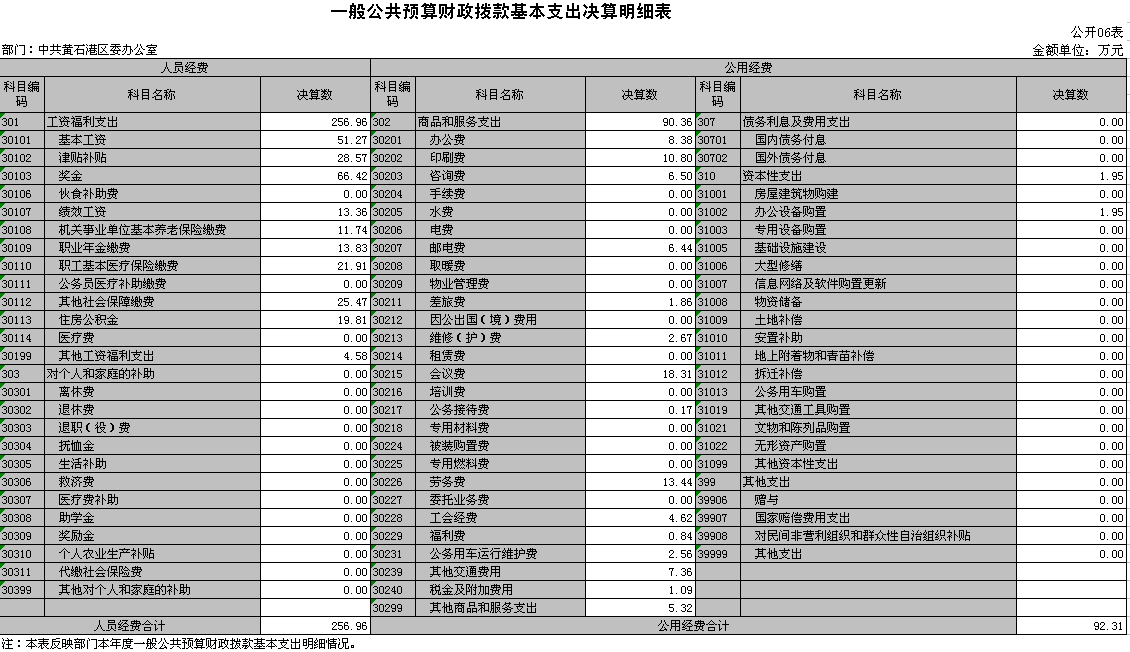 一般公共预算财政拨款基本支出决算明细表
公开06表
部门：中共黄石港区委办公室 金额单位：万元
人员经费 公用经费
科目编码 科目名称 决算数 科目编码 科目名称 决算数 科目编码 科目名称 决算数
301 工资福利支出 256.96 302 商品和服务支出 90.36 307 债务利息及费用支出 0.00
30101 基本工资 51.27 30201 办公费 8.38 30701 国内债务付息 0.00
30102 津贴补贴 28.57 30202 印刷费 10.80 30702 国外债务付息 0.00
30103 奖金 66.42 30203 咨询费 6.50 310 资本性支出 1.95
30106 伙食补助费 0.00 30204 手续费 0.00 31001 房屋建筑物购建 0.00
30107 绩效工资 13.36 30205 水费 0.00 31002 办公设备购置 1.95
30108 机关事业单位基本养老保险缴费 11.74 30206 电费 0.00 31003 专用设备购置 0.00
30109 职业年金缴费 13.83 30207 邮电费 6.44 31005 基础设施建设 0.00
30110 职工基本医疗保险缴费 21.91 30208 取暖费 0.00 31006 大型修缮 0.00
30111 公务员医疗补助缴费 0.00 30209 物业管理费 0.00 31007 信息网络及软件购置更新 0.00
30112 其他社会保障缴费 25.47 30211 差旅费 1.86 31008 物资储备 0.00
30113 住房公积金 19.81 30212 因公出国（境）费用 0.00 31009 土地补偿 0.00
30114 医疗费 0.00 30213 维修（护）费 2.67 31010 安置补助 0.00
30199 其他工资福利支出 4.58 30214 租赁费 0.00 31011 地上附着物和青苗补偿 0.00
303 对个人和家庭的补助 0.00 30215 会议费 18.31 31012 拆迁补偿 0.00
30301 离休费 0.00 30216 培训费 0.00 31013 公务用车购置 0.00
30302 退休费 0.00 30217 公务接待费 0.17 31019 其他交通工具购置 0.00
30303 退职（役）费 0.00 30218 专用材料费 0.00 31021 文物和陈列品购置 0.00
30304 抚恤金 0.00 30224 被装购置费 0.00 31022 无形资产购置 0.00
30305 生活补助 0.00 30225 专用燃料费 0.00 31099 其他资本性支出 0.00
30306 救济费 0.00 30226 劳务费 13.44 399 其他支出 0.00
30307 医疗费补助 0.00 30227 委托业务费 0.00 39906 赠与 0.00
30308 助学金 0.00 30228 工会经费 4.62 39907 国家赔偿费用支出 0.00
30309 奖励金 0.00 30229 福利费 0.84 39908 对民间非营利组织和群众性自治组织补贴 0.00
30310 个人农业生产补贴 0.00 30231 公务用车运行维护费 2.56 39999 其他支出 0.00
30311 代缴社会保险费 0.00 30239 其他交通费用 7.36
30399 其他对个人和家庭的补助 0.00 30240 税金及附加费用 1.09
30299 其他商品和服务支出 5.32
人员经费合计 256.96 公用经费合计 92.31
注：本表反映部门本年度一般公共预算财政拨款基本支出明细情况。